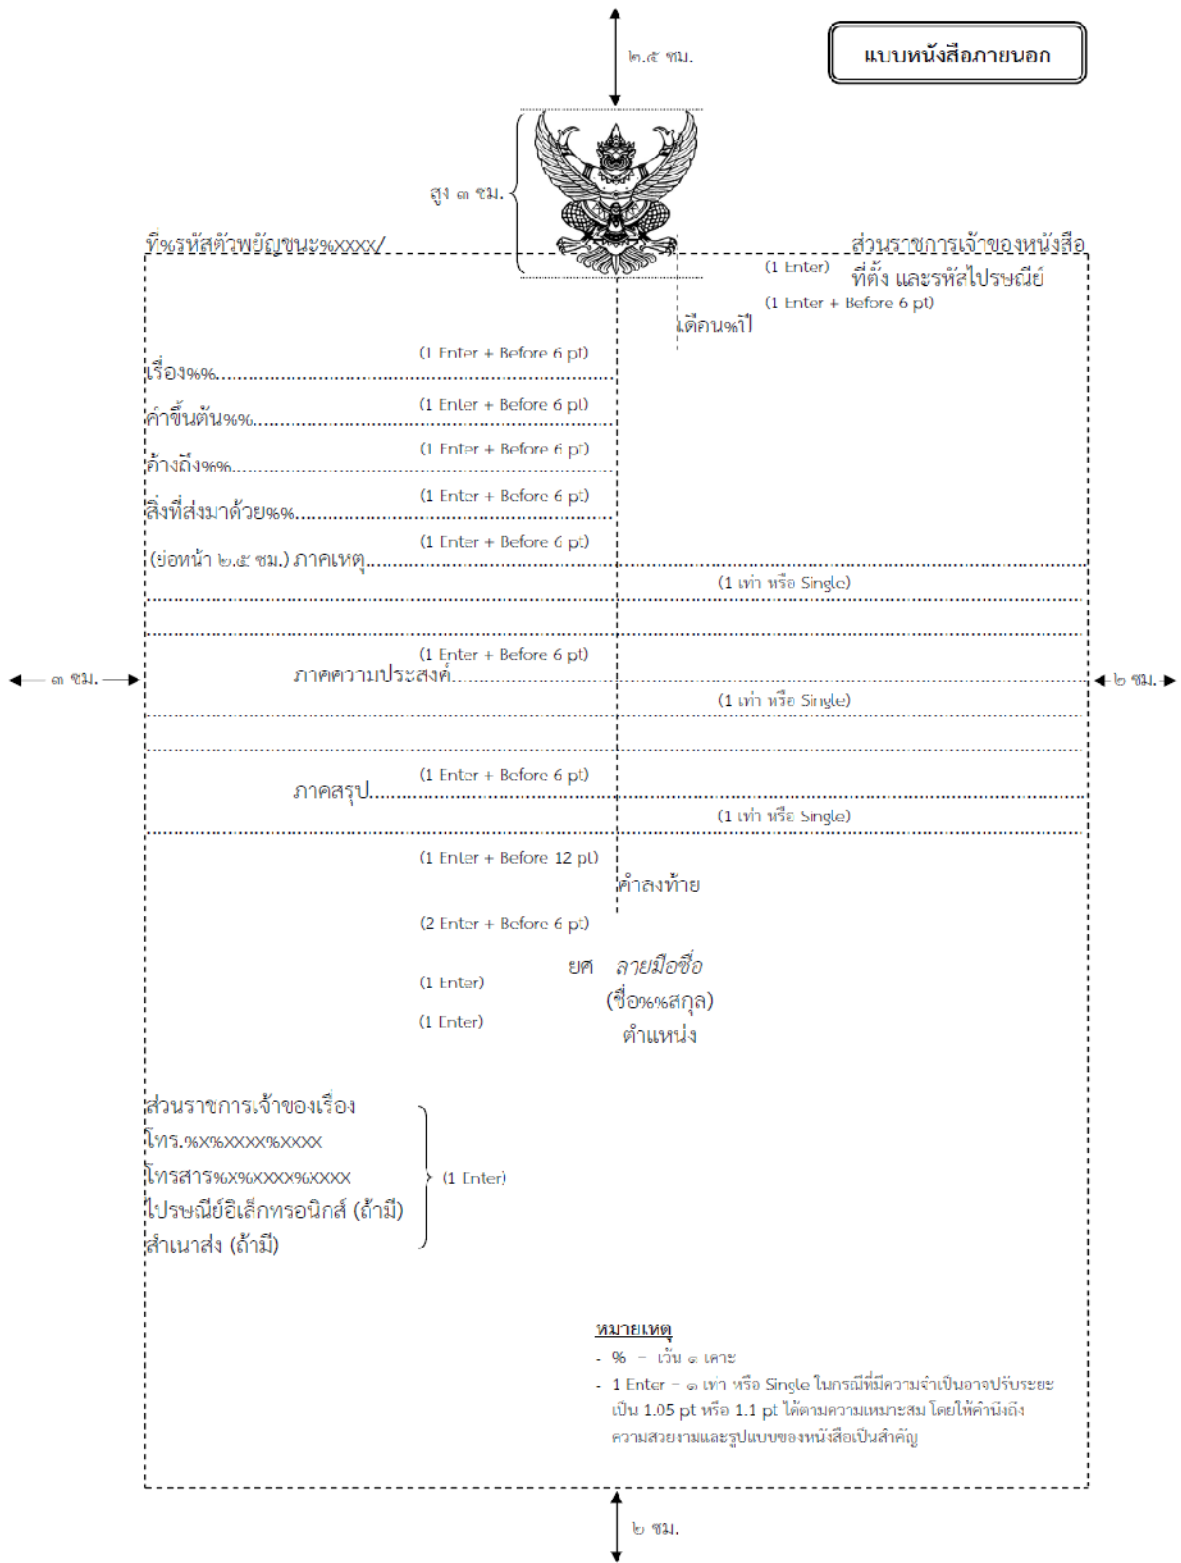 ๒.๕ ซม.
แบบหนังสือภายนอก
สูง ๓ ซม.
ที่%รหัสตัวพยัญชนะ%xxxx/
ส่วนราชการเจ้าของหนังสือ
(1 Enter)
ที่ตั้ง และรหัสไปรษณีย์
(1 Enter + Before 6 pt)
เดือน%ปี
(1 Enter + Before 6 pt)
เรื่อง%%
(1 Enter + Before 6 pt)
คำขึ้นต้น%%
(1 Enter + Before 6 pt)
อ้างถึง%%
(1 Enter + Before 6 pt)
สิ่งที่ส่งมาด้วย%%
(1 Enter + Before 6 pt)
(ย่อหน้า ๒.๕ ซม.) ภาคเหตุ
(1 เท่า หรือ Single)
(1 Enter + Before 6 pt)
ภาคความประสงค์
๓ ซม.
๒ ซม.
(1 เท่า หรือ Single)
(1 Enter + Before 6 pt)
ภาคสรุป
(1 เท่า หรือ Single)
(1 Enter + Before 12 pt)
คำลงท้าย
(2 Enter + Before 6 pt)
ยศ ลายมือชื่อ
(1 Enter)
(ชื่อ%%สกุล)
(1 Enter)
ตำแหน่ง
ส่วนราชการเจ้าของเรื่อง
โทร.%x%xxxx%xxxx
โทรสาร%x%xxxx%xxxx
(1 Enter)
ไปรษณีย์อิเล็กทรอนิกส์ (ถ้ามี)
สำเนาส่ง (ถ้ามี)
หมายเหตุ
- % – เว้น ๑ เคาะ
- 1 Enter – ๑ เท่า หรือ Single ในกรณีที่มีความจำเป็นอาจปรับระยะ
เป็น 1.05 pt หรือ 1.1 pt ได้ตามความเหมาะสม โดยให้คำนึงถึง
ความสวยงามและรูปแบบของหนังสือเป็นสำคัญ
๒ ซม.